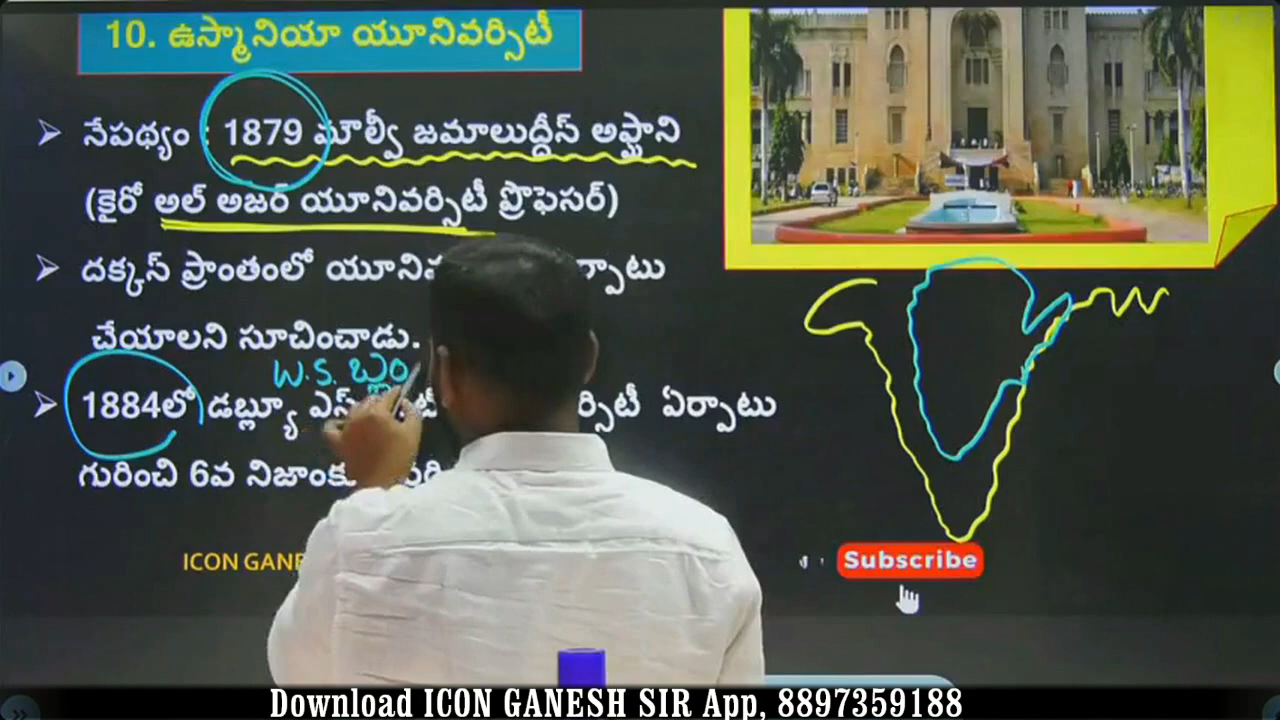 10. ఉస్మానియా యూనివర్సిటీ
నేపథ్యం : 1879 మౌల్వీ జమాలుద్దీన్ అఫ్ఘాని
(కైరో అల్ అజర్ యూనివర్సిటీ ప్రొఫెసర్)
దక్కన్ ప్రాంతంలో
చేయాలని సూచించాడు.
W.S. బ్లం
1884లో డబ్ల్యూ ఎస్ ఏర్పాటు
గురించి 6వ
ICON
Subscribe
Download ICON GANESH SIR App, 8897359188